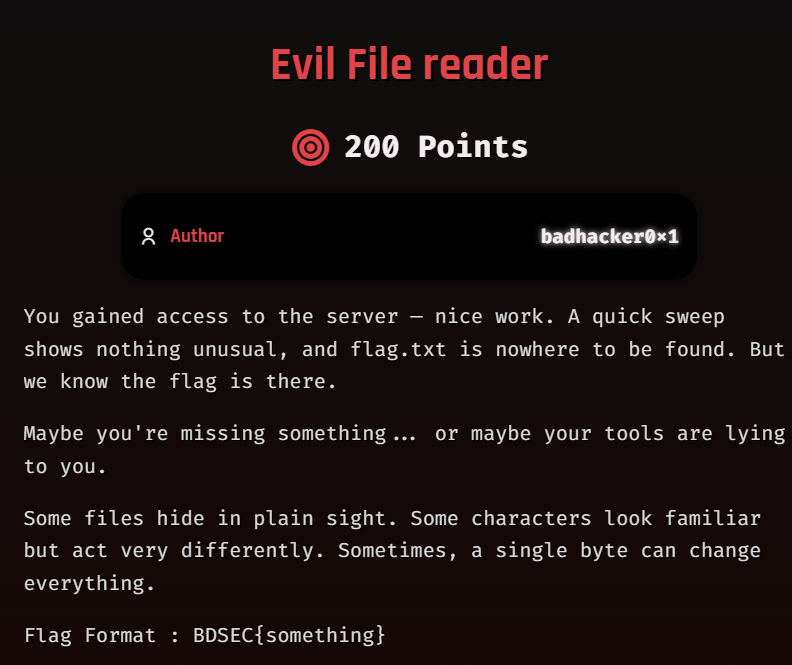 Evil File reader
200 Points
Author
badhacker0×1
You gained access to the server — nice work. A quick sweep
shows nothing unusual, and flag.txt is nowhere to be found. But
we know the flag is there.
Maybe you're missing something... or maybe your tools are lying
to you.
Some files hide in plain sight. Some characters look familiar
but act very differently. Sometimes, a single byte can change
everything.
Flag Format : BDSEC{something}